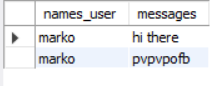 names_user messages
marko hi there
marko pvpvpofb